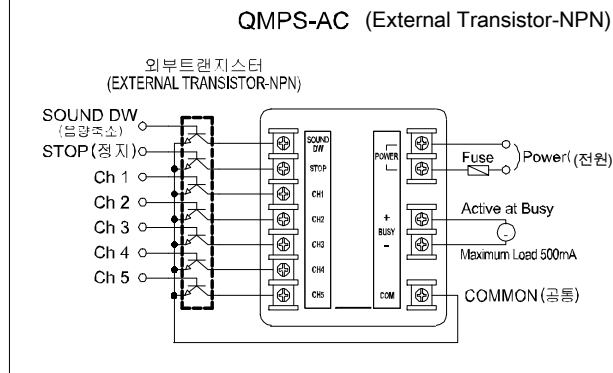 QMPS-AC (External Transistor-NPN)
외부트랜지스터
(EXTERNAL TRANSISTOR-NPN)
SOUND DW
(음량축소)
STOP(정지)
Ch 1
Ch 2
Ch 3
Ch 4
Ch 5
SOUND
DW
STOP
CH1
CH2
CH3
CH4
CH5
POWER
+
BUSY
-
COM
Fuse
Power(전원)
Active at Busy
Maximum Load 500mA
COMMON(공통)